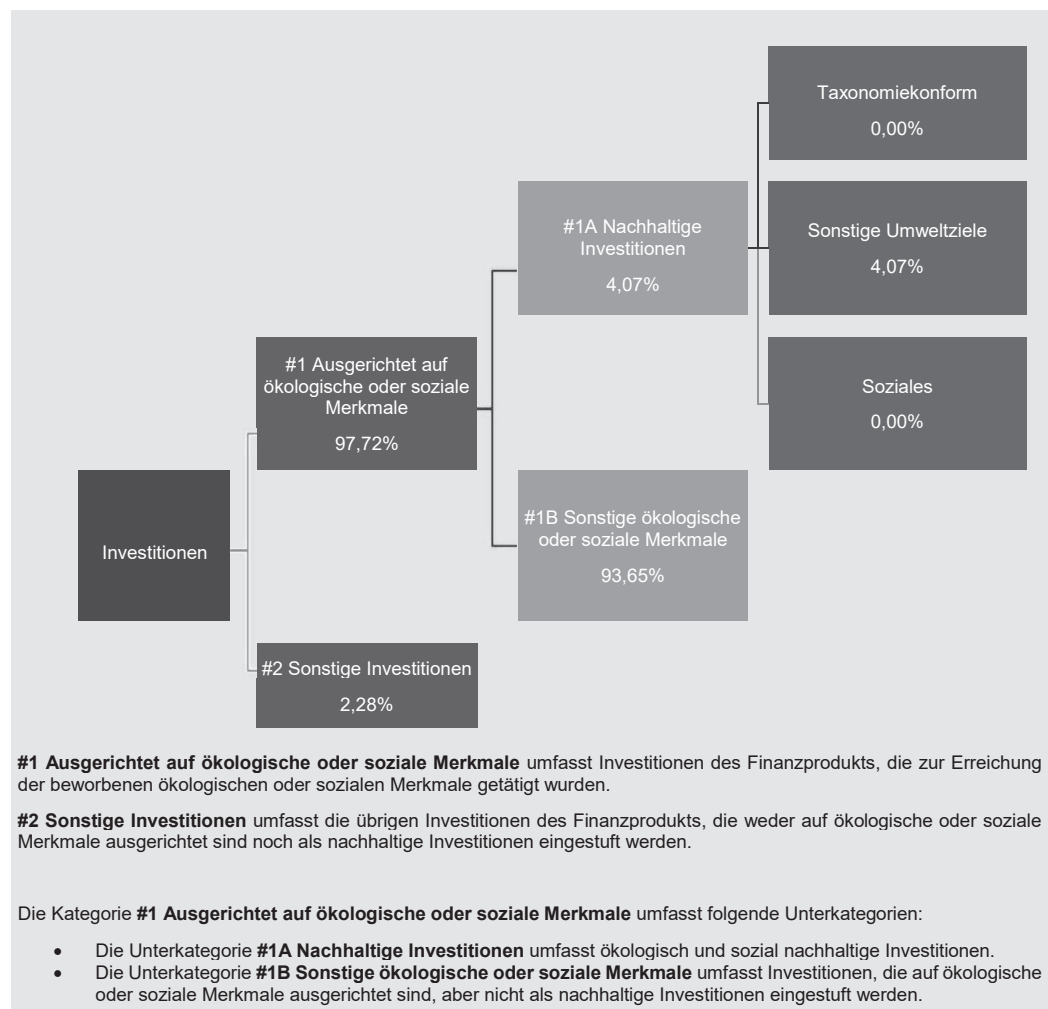 Taxonomiekonform
0,00%
#1A Nachhaltige
Investitionen
4,07%
Sonstige Umweltziele
4,07%
#1 Ausgerichtet auf
ökologische oder soziale
Merkmale
97,72%
Soziales
0,00%
Investitionen
#1B Sonstige ökologische
oder soziale Merkmale
93,65%
#2 Sonstige Investitionen
2,28%
#1 Ausgerichtet auf ökologische oder soziale Merkmale umfasst Investitionen des Finanzprodukts, die zur Erreichung
der beworbenen ökologischen oder sozialen Merkmale getätigt wurden.
#2 Sonstige Investitionen umfasst die übrigen Investitionen des Finanzprodukts, die weder auf ökologische oder soziale
Merkmale ausgerichtet sind noch als nachhaltige Investitionen eingestuft werden.
Die Kategorie #1 Ausgerichtet auf ökologische oder soziale Merkmale umfasst folgende Unterkategorien:
• Die Unterkategorie #1A Nachhaltige Investitionen umfasst ökologisch und sozial nachhaltige Investitionen.
• Die Unterkategorie #1B Sonstige ökologische oder soziale Merkmale umfasst Investitionen, die auf ökologische
oder soziale Merkmale ausgerichtet sind, aber nicht als nachhaltige Investitionen eingestuft werden.